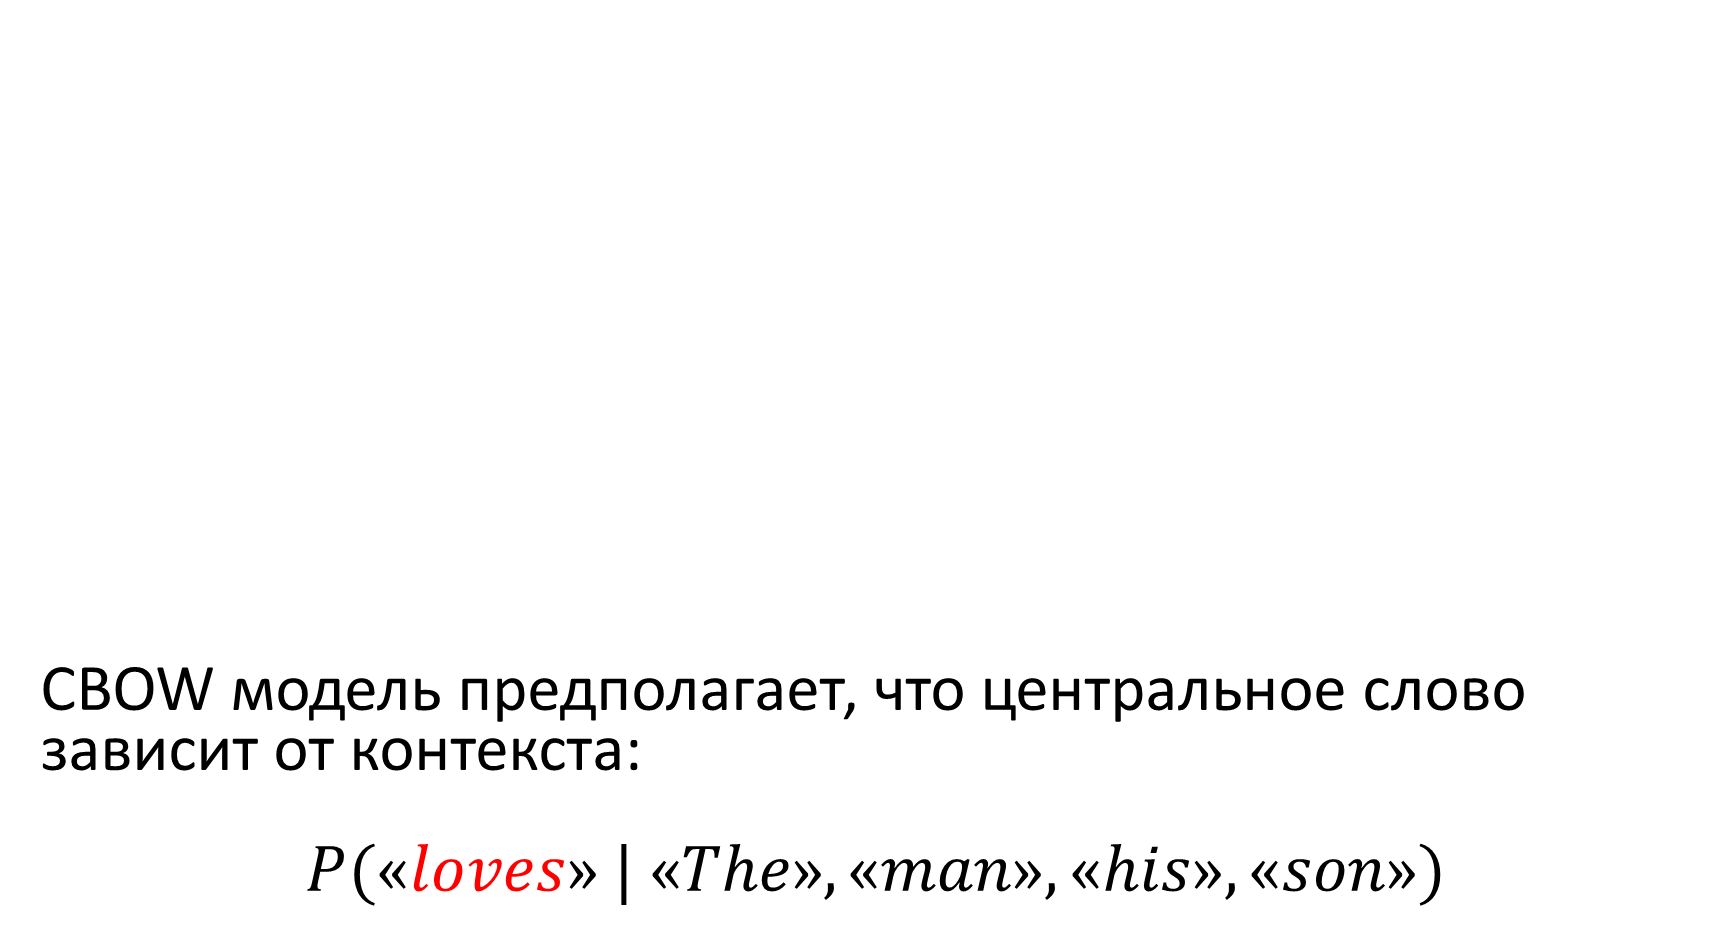 CBOW модель предполагает, что центральное слово
зависит от контекста:
P(«loves» | «The», «man», «his», «son»)